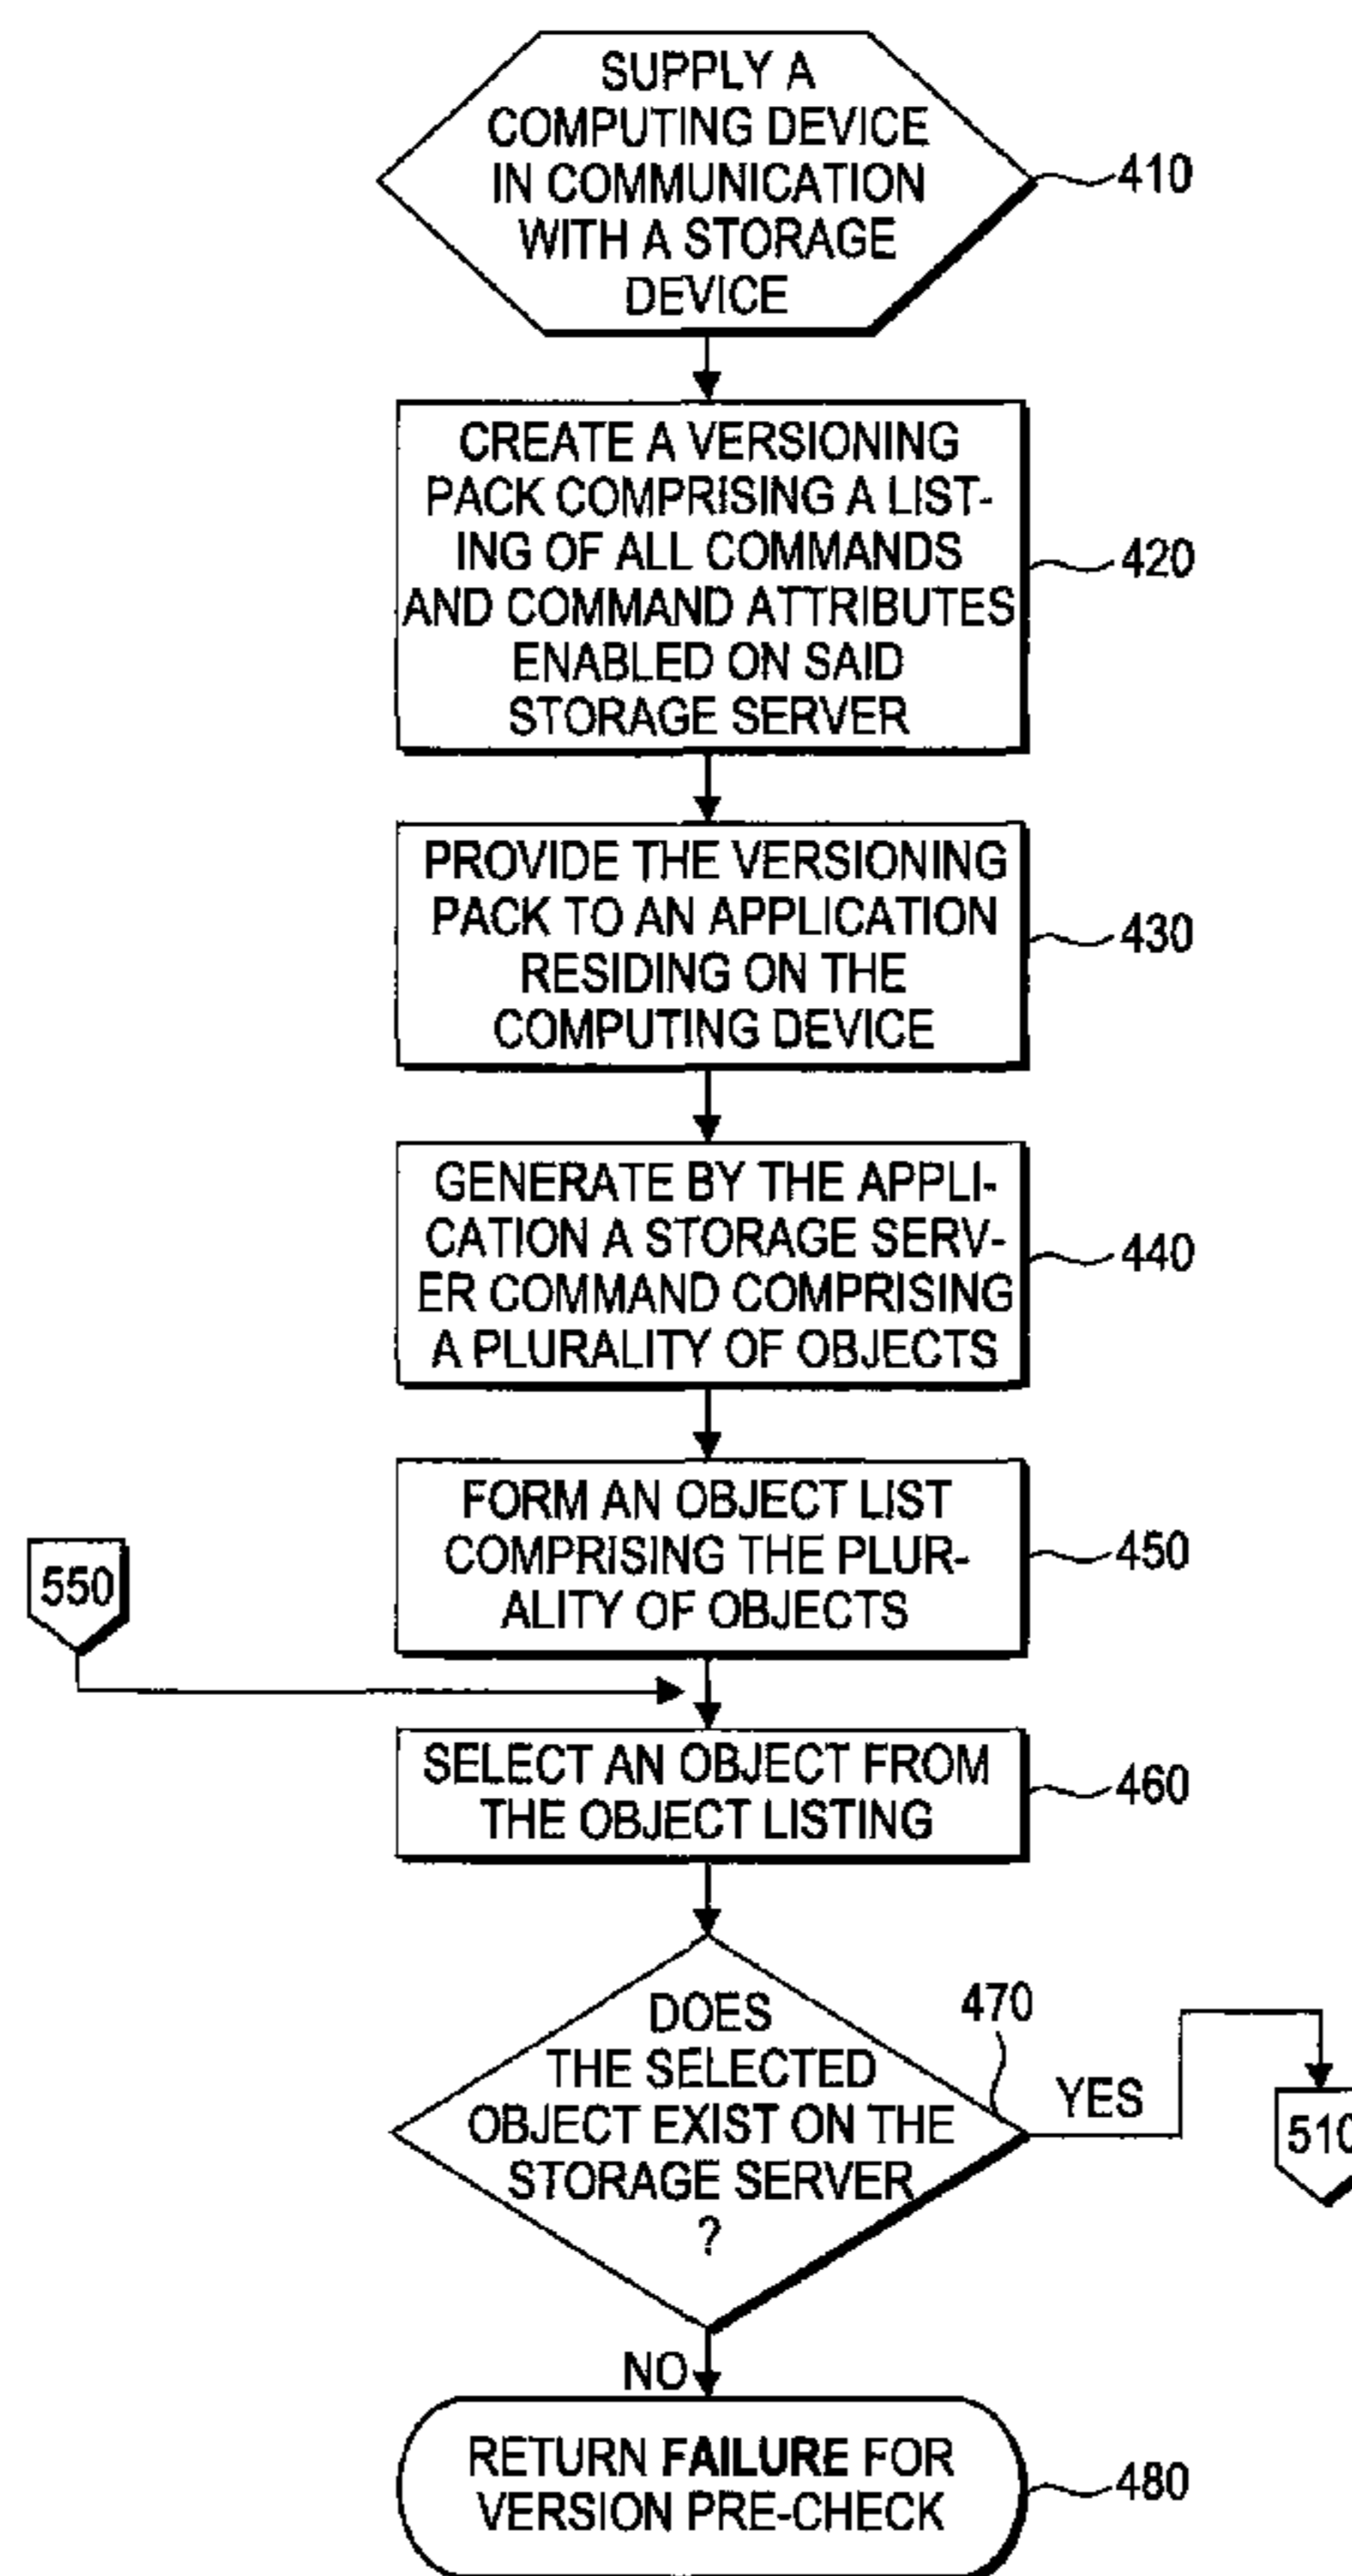 SUPPLY A
COMPUTING DEVICE
IN COMMUNICATION
WITH A STORAGE
DEVICE
410
CREATE A VERSIONING
PACK COMPRISING A LIST-
ING OF ALL COMMANDS
AND COMMAND ATTRIBUTES
ENABLED ON SAID
STORAGE SERVER
420
PROVIDE THE VERSIONING
PACK TO AN APPLICATION
RESIDING ON THE
COMPUTING DEVICE
430
GENERATE BY THE APPLI-
CATION A STORAGE SERV-
ER COMMAND COMPRISING
A PLURALITY OF OBJECTS
440
FORM AN OBJECT LIST
COMPRISING THE PLUR-
ALITY OF OBJECTS
450
550
SELECT AN OBJECT FROM
THE OBJECT LISTING
460
DOES
THE SELECTED
OBJECT EXIST ON THE
STORAGE SERVER
?
470
YES
510
NO
RETURN FAILURE FOR
VERSION PRE-CHECK
480